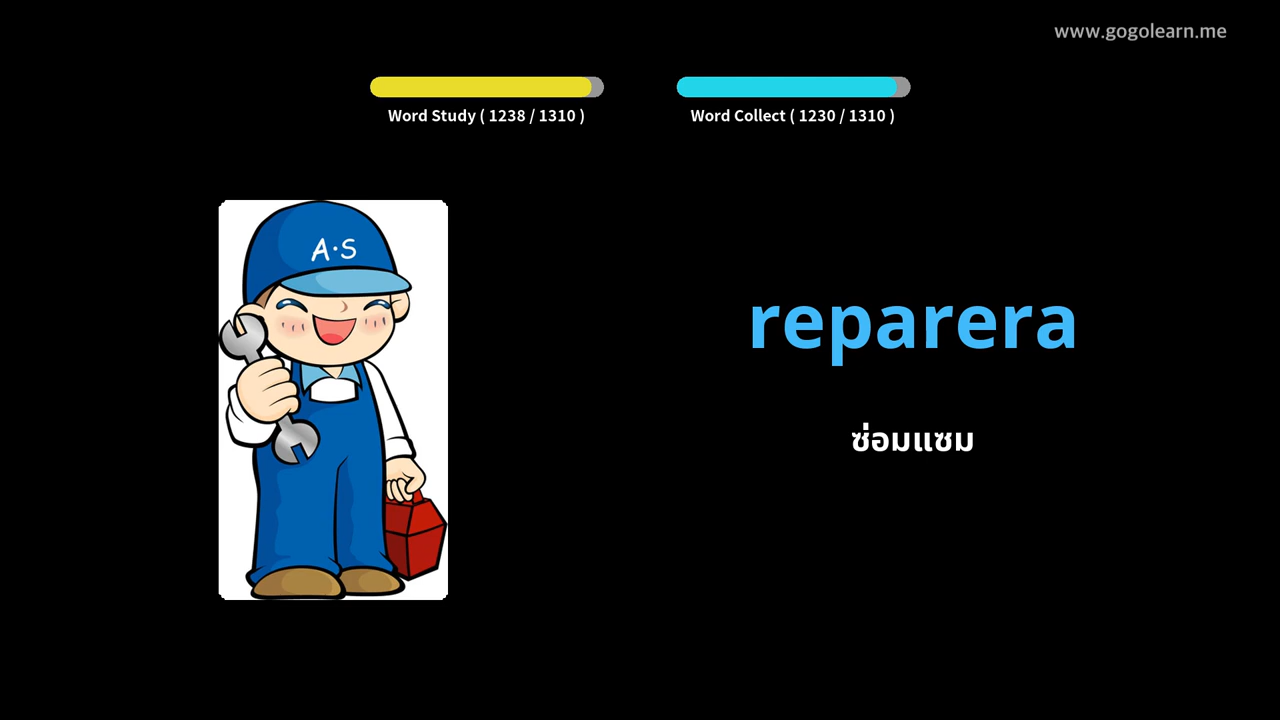 www.gogolearn.me
Word Study ( 1238 / 1310 )
Word Collect ( 1230 / 1310 )
A·S
reparera
ซ่อมแซม